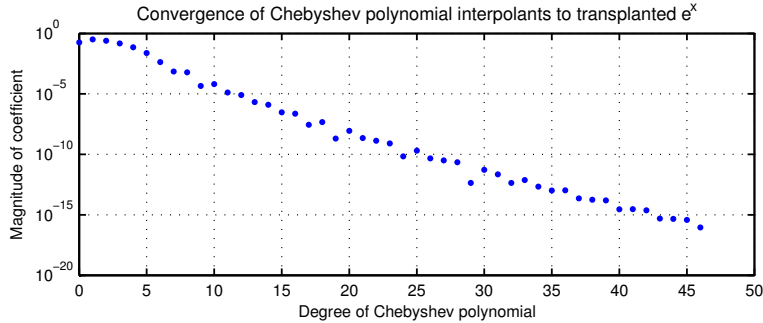 Convergence of Chebyshev polynomial interpolants to transplanted e^x
Magnitude of coefficient
10^0
10^−5
10^−10
10^−15
10^−20
0 5 10 15 20 25 30 35 40 45 50
Degree of Chebyshev polynomial